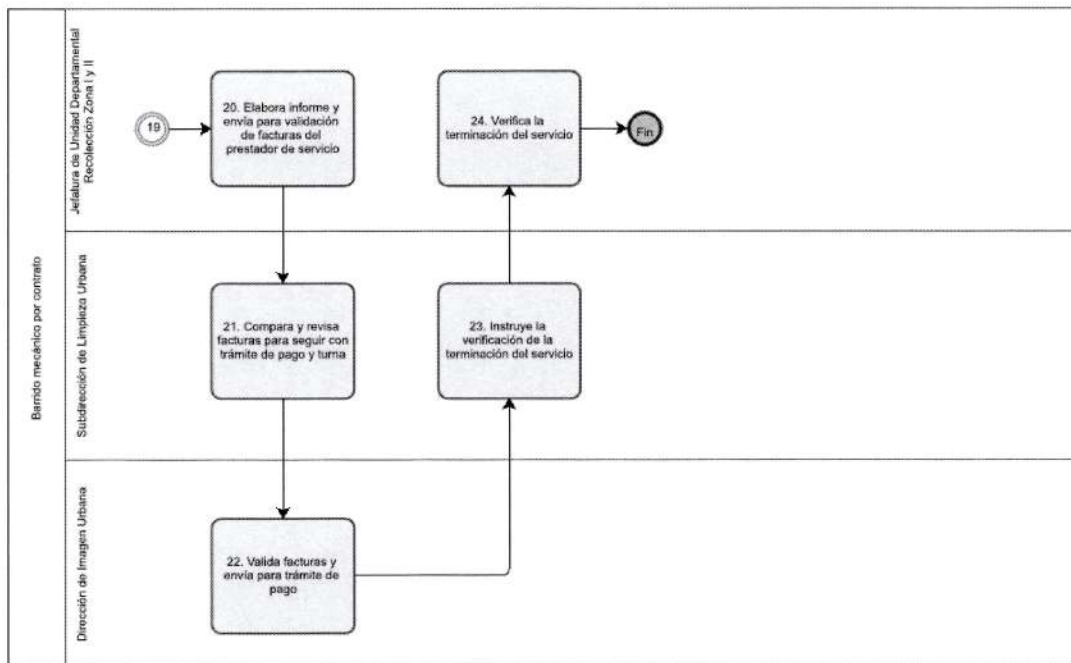 Barrido mecánico por contrato
Jefatura de Unidad Departamental
Recolección Zona I y II
19
20. Elabora informe y
envía para validación
de facturas del
prestador de servicio
24. Verifica la
terminación del servicio
Fin
Subdirección de Limpieza Urbana
21. Compara y revisa
facturas para seguir con
trámite de pago y turna
23. Instruye la
verificación de la
terminación del servicio
Dirección de Imagen Urbana
22. Valida facturas y
envía para trámite de
pago